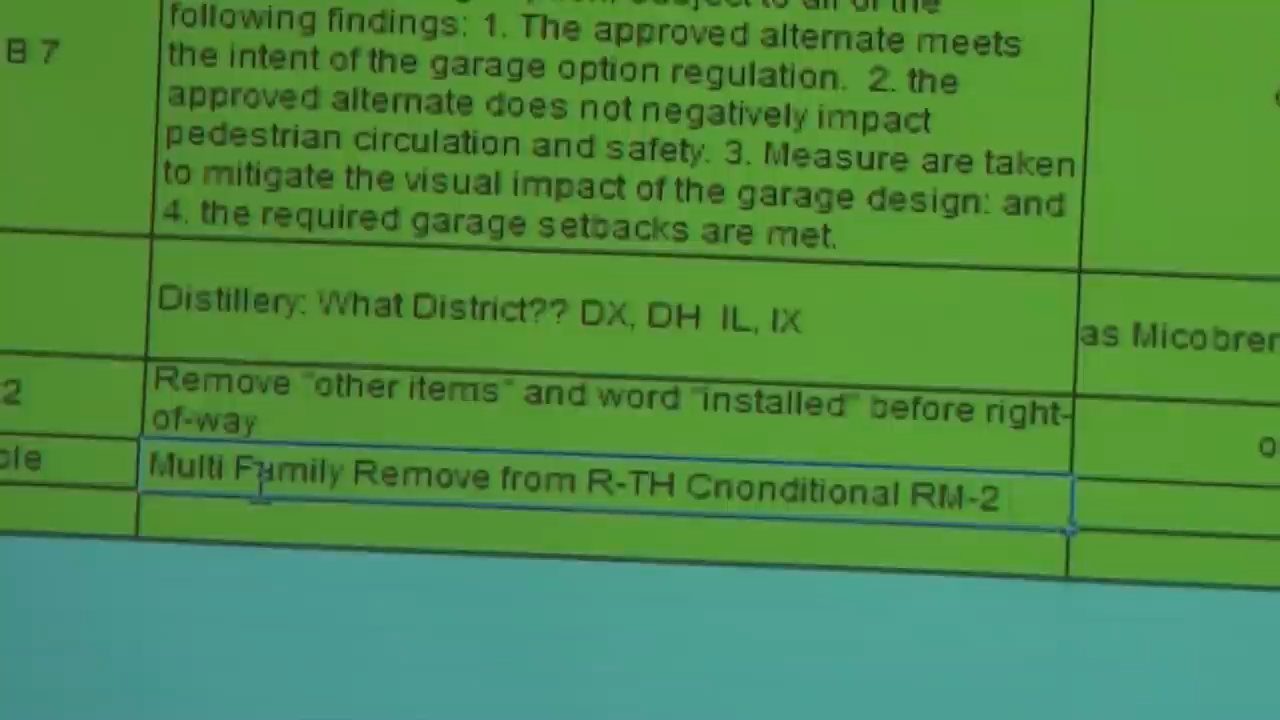 following findings: 1. The approved alternate meets
B 7
the intent of the garage option regulation. 2. the
approved alternate does not negatively impact
pedestrian circulation and safety. 3. Measure are taken
to mitigate the visual impact of the garage design: and
4. the required garage setbacks are met.
Distillery: What District?? DX, DH IL, IX
as Micobrer
2
Remove "other items" and word "installed" before right-
of-way
ole
Multi Family Remove from R-TH Cnonditional RM-2